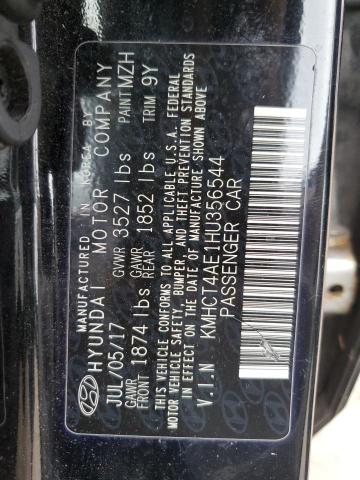 MANUFACTURED IN KOREA BY
HYUNDAI MOTOR COMPANY
JUL/05/17 GVWR 3527 lbs PAINT MZH
GAWR FRONT 1874 lbs GAWR REAR 1852 lbs TRIM 9Y
THIS VEHICLE CONFORMS TO ALL APPLICABLE U.S.A. FEDERAL
MOTOR VEHICLE SAFETY, BUMPER, AND THEFT PREVENTION STANDARDS
IN EFFECT ON THE DATE OF MANUFACTURE SHOWN ABOVE
V.I.N KMHCT4AE1HU356544
PASSENGER CAR